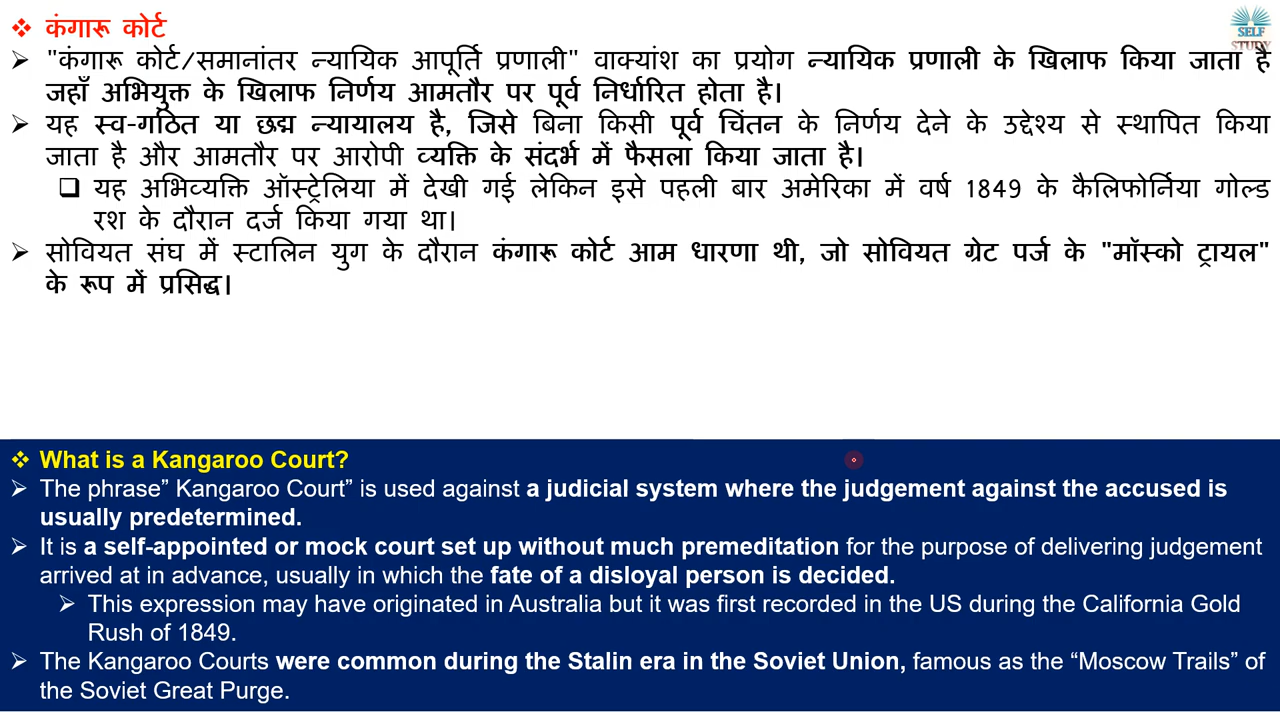 ❖ कंगारू कोर्ट
SELF
STUDY
➢ "कंगारू कोर्ट/समानांतर न्यायिक आपूर्ति प्रणाली" वाक्यांश का प्रयोग न्यायिक प्रणाली के खिलाफ किया जाता है
जहाँ अभियुक्त के खिलाफ निर्णय आमतौर पर पूर्व निर्धारित होता है।
➢ यह स्व-गठित या छद्म न्यायालय है, जिसे बिना किसी पूर्व चिंतन के निर्णय देने के उद्देश्य से स्थापित किया
जाता है और आमतौर पर आरोपी व्यक्ति के संदर्भ में फैसला किया जाता है।
❑ यह अभिव्यक्ति ऑस्ट्रेलिया में देखी गई लेकिन इसे पहली बार अमेरिका में वर्ष 1849 के कैलिफोर्निया गोल्ड
रश के दौरान दर्ज किया गया था।
➢ सोवियत संघ में स्टालिन युग के दौरान कंगारू कोर्ट आम धारणा थी, जो सोवियत ग्रेट पर्ज के "मॉस्को ट्रायल"
के रूप में प्रसिद्ध।
❖ What is a Kangaroo Court?
➢ The phrase” Kangaroo Court” is used against a judicial system where the judgement against the accused is
usually predetermined.
➢ It is a self-appointed or mock court set up without much premeditation for the purpose of delivering judgement
arrived at in advance, usually in which the fate of a disloyal person is decided.
➢ This expression may have originated in Australia but it was first recorded in the US during the California Gold
Rush of 1849.
➢ The Kangaroo Courts were common during the Stalin era in the Soviet Union, famous as the “Moscow Trails” of
the Soviet Great Purge.